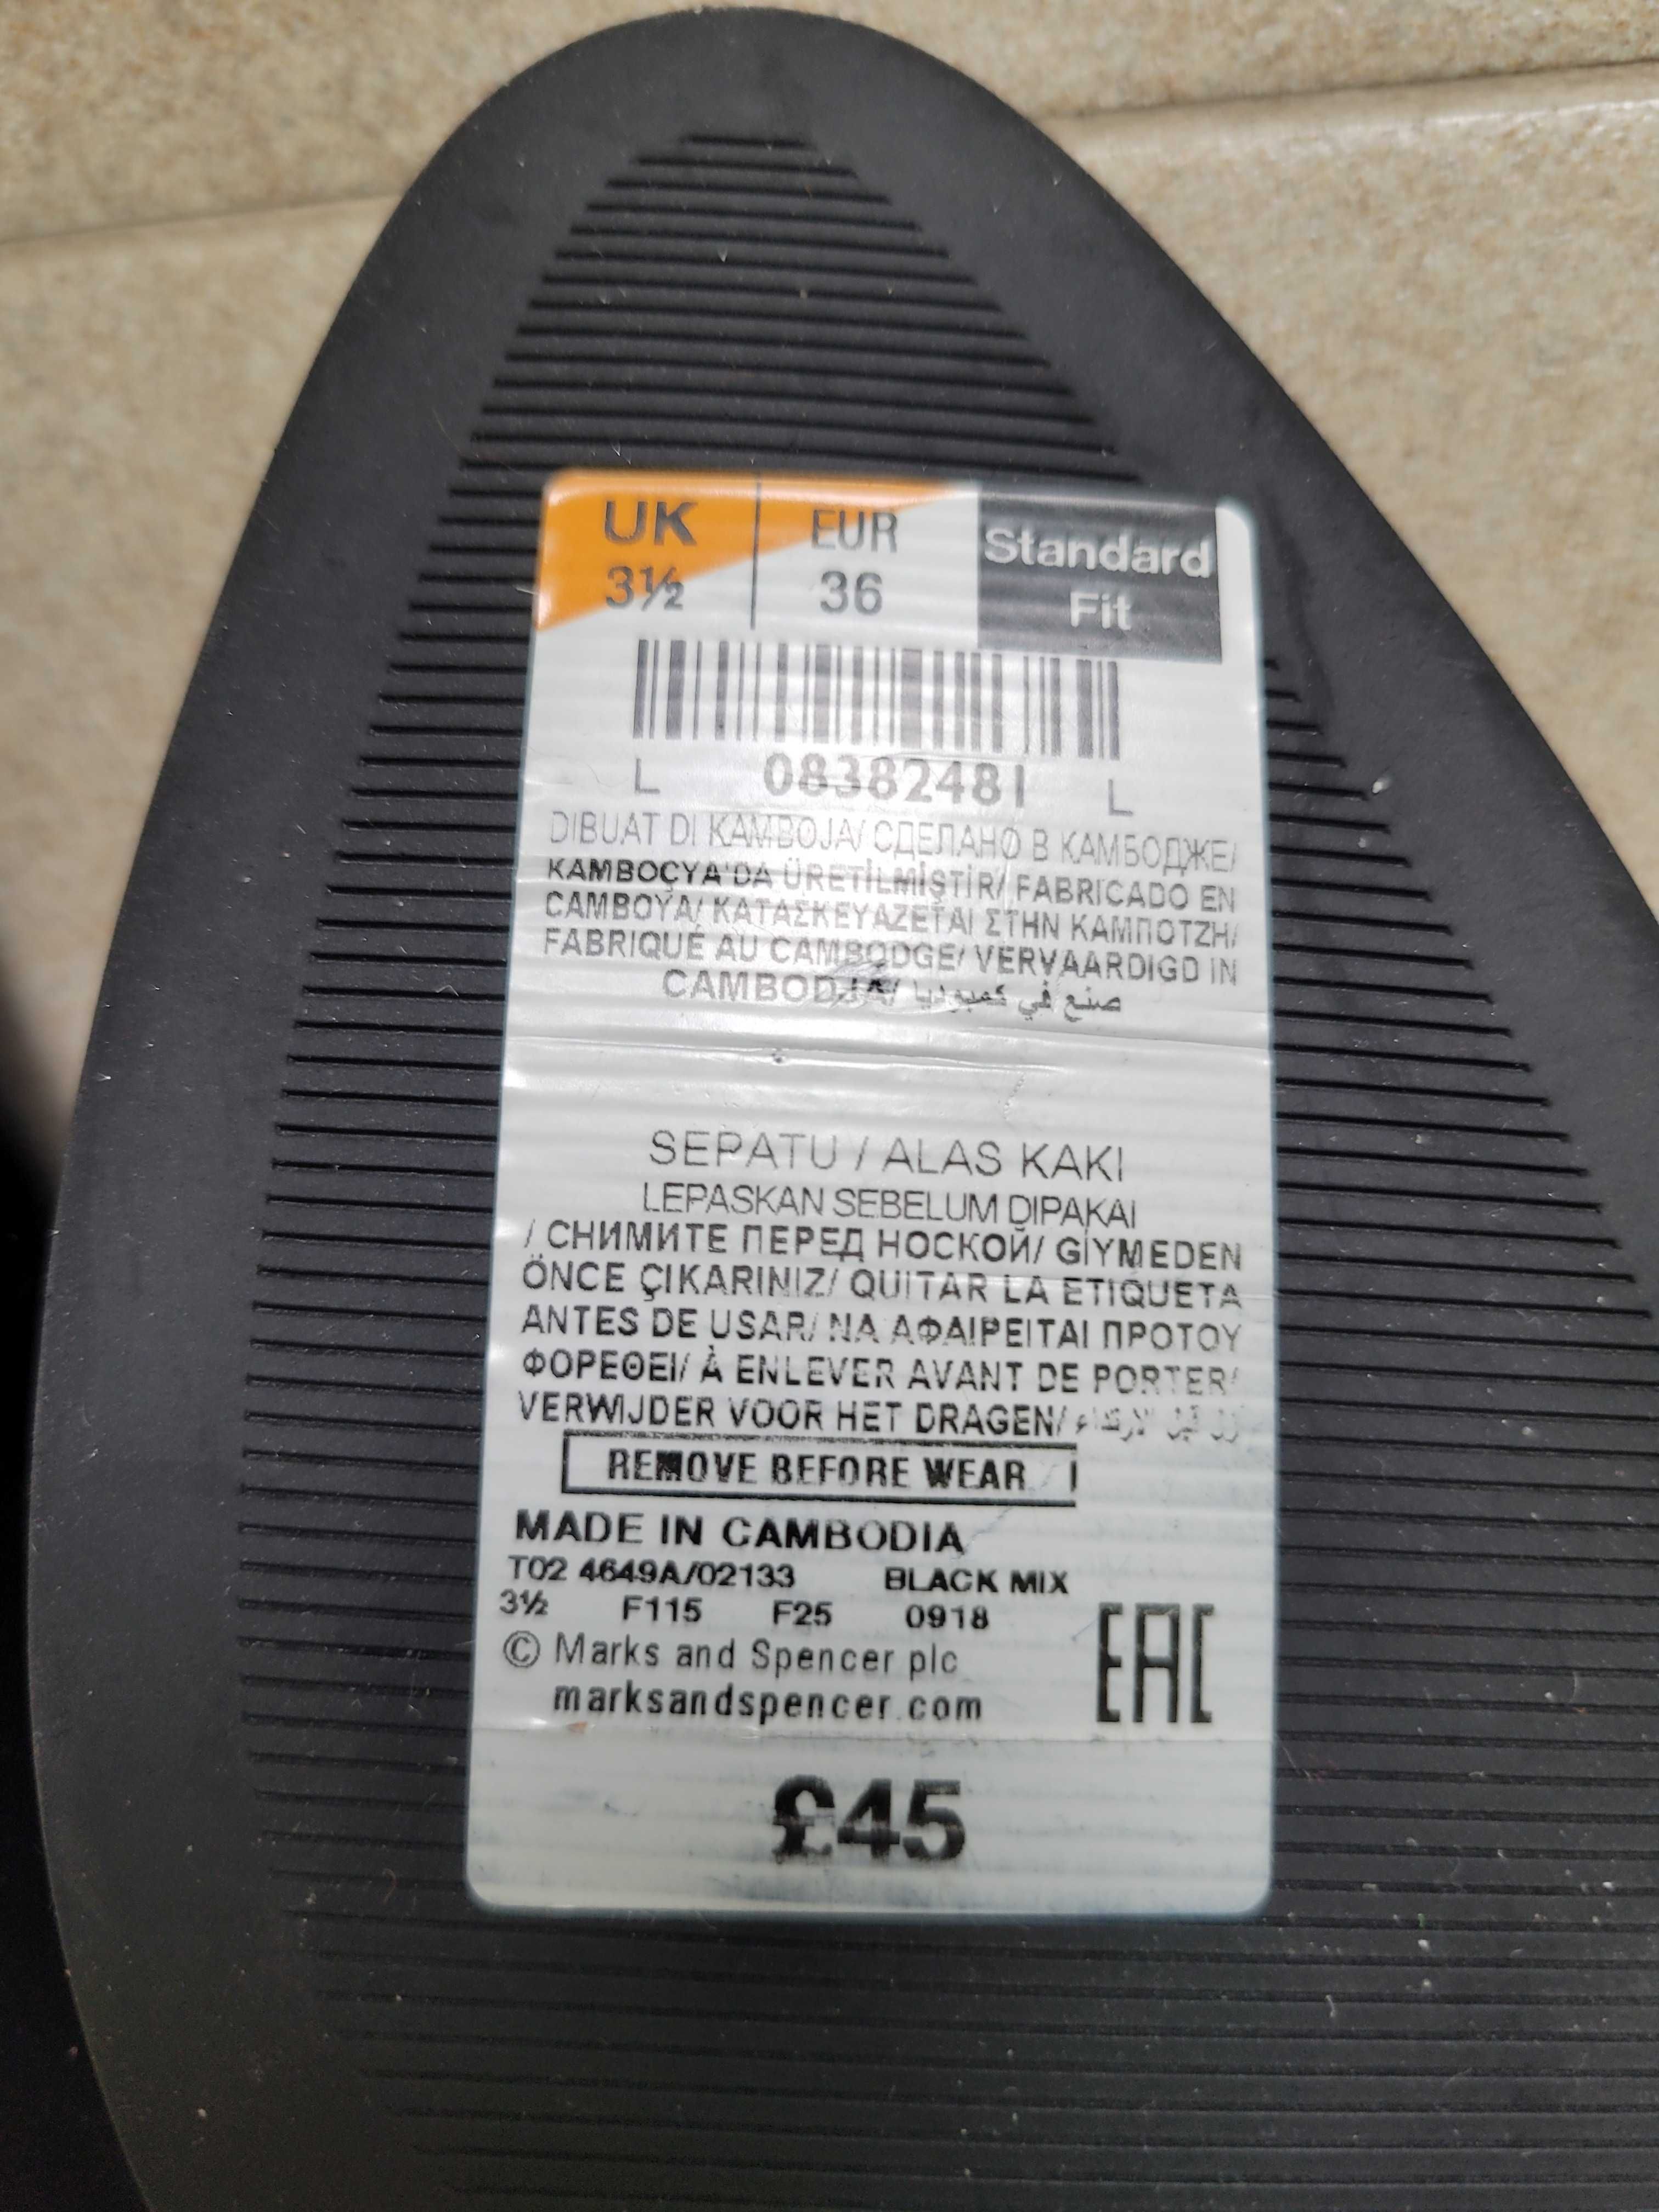 UK EUR Standard
3½ 36 Fit
L 08382481 L
DIBUAT DI KAMBOJA/ СДЕЛАНО В КАМБОДЖЕ/
KAMBOÇYA'DA ÜRETİLMİŞTİR/ FABRICADO EN
CAMBOYA/ ΚΑΤΑΣΚΕΥΑΖΕΤΑΙ ΣΤΗΝ ΚΑΜΠΟΤΖΗ/
FABRIQUÉ AU CAMBODGE/ VERVAARDIGD IN
CAMBODJA/ صنع في كمبوديا
SEPATU / ALAS KAKI
LEPASKAN SEBELUM DIPAKAI
/ СНИМИТЕ ПЕРЕД НОСКОЙ/ GİYMEDEN
ÖNCE ÇIKARINIZ/ QUITAR LA ETIQUETA
ANTES DE USAR/ ΝΑ ΑΦΑΙΡΕΙΤΑΙ ΠΡΟΤΟΥ
ΦΟΡΕΘΕΙ/ À ENLEVER AVANT DE PORTER/
VERWIJDER VOOR HET DRAGEN/
REMOVE BEFORE WEAR
MADE IN CAMBODIA
T02 4649A/02133 BLACK MIX
3½ F115 F25 0918
© Marks and Spencer plc
marksandspencer.com
EAC
£45